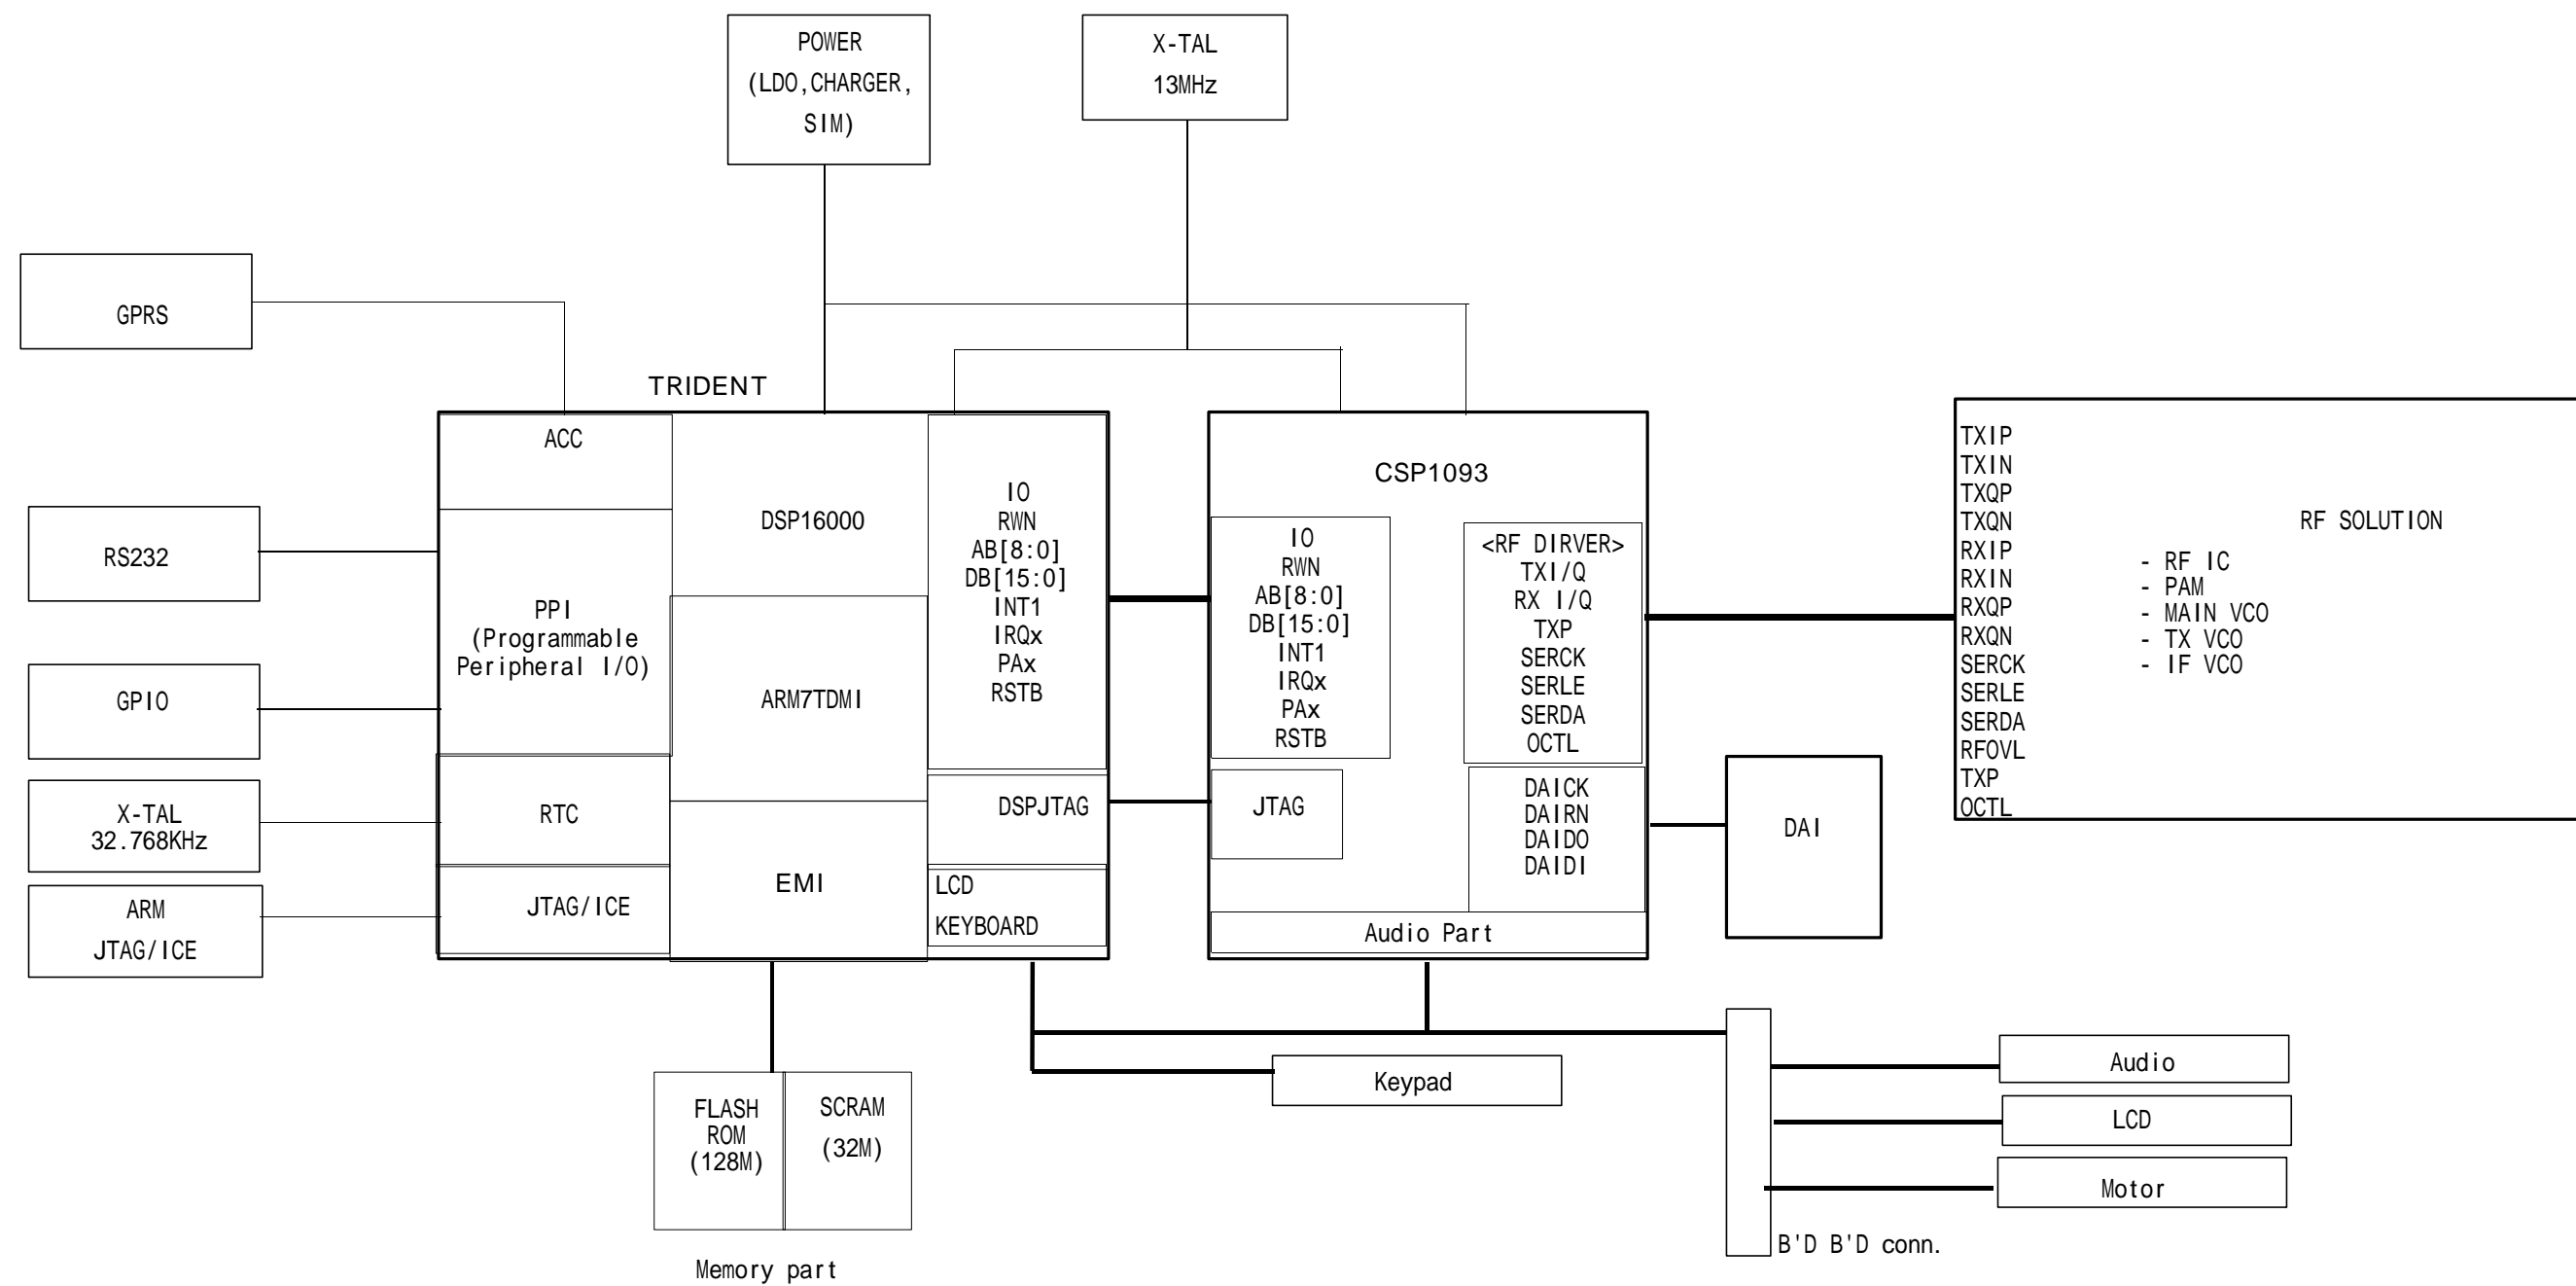 POWER
(LDO,CHARGER,
SIM)
X-TAL
13MHz
GPRS
TRIDENT
ACC
DSP16000
IO
RWN
AB[8:0]
DB[15:0]
INT1
IRQx
PAx
RSTB
PPI
(Programmable
Peripheral I/O)
ARM7TDMI
RTC
JTAG/ICE
EMI
DSPJTAG
LCD
KEYBOARD
RS232
GPIO
X-TAL
32.768KHz
ARM
JTAG/ICE
CSP1093
IO
RWN
AB[8:0]
DB[15:0]
INT1
IRQx
PAx
RSTB
<RF DIRVER>
TXI/Q
RX I/Q
TXP
SERCK
SERLE
SERDA
OCTL
JTAG
DAICK
DAIRN
DAIDO
DAIDI
Audio Part
DAI
TXIP
TXIN
TXQP
TXQN
RXIP
RXIN
RXQP
RXQN
SERCK
SERLE
SERDA
RFOVL
TXP
OCTL
RF SOLUTION
- RF IC
- PAM
- MAIN VCO
- TX VCO
- IF VCO
FLASH
ROM
(128M)
SCRAM
(32M)
Memory part
Keypad
Audio
LCD
Motor
B'D B'D conn.